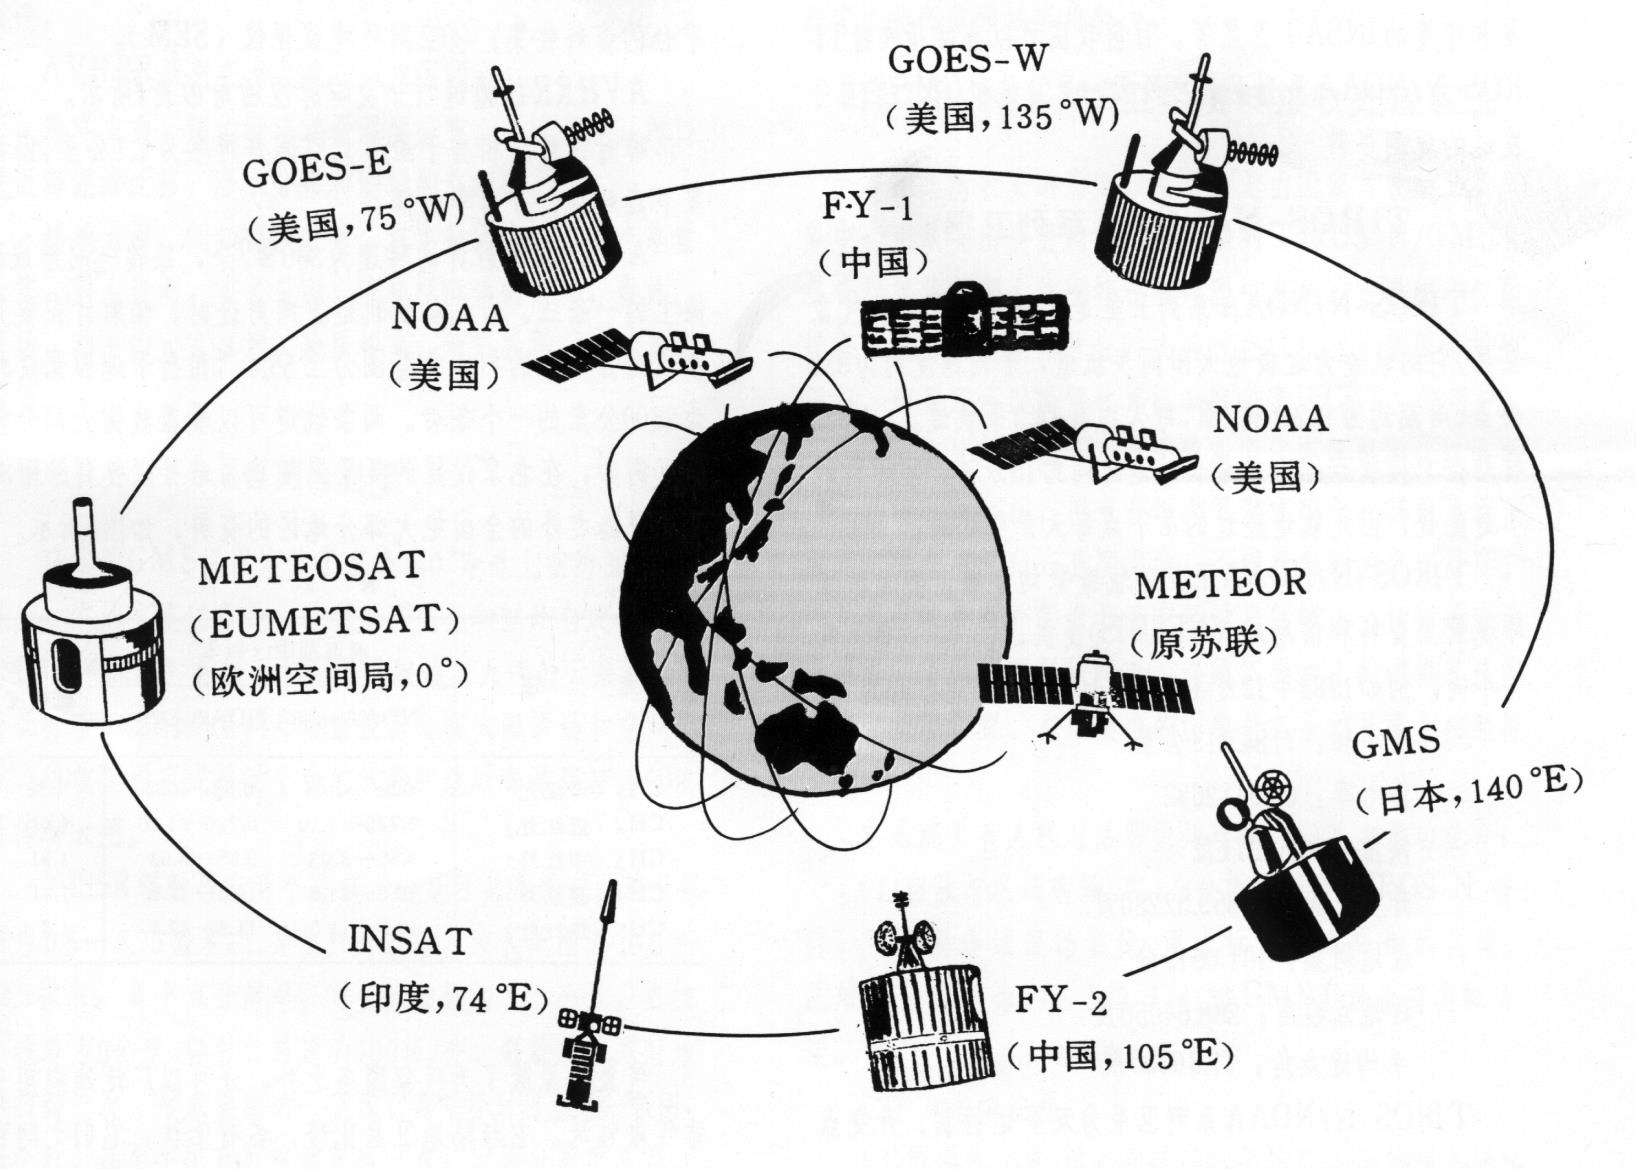 GOES-W
(美国,135°W)
GOES-E
(美国,75°W)
FY-1
(中国)
NOAA
(美国)
NOAA
(美国)
METEOSAT
(EUMETSAT)
(欧洲空间局,0°)
METEOR
(原苏联)
GMS
(日本,140°E)
INSAT
(印度,74°E)
FY-2
(中国,105°E)